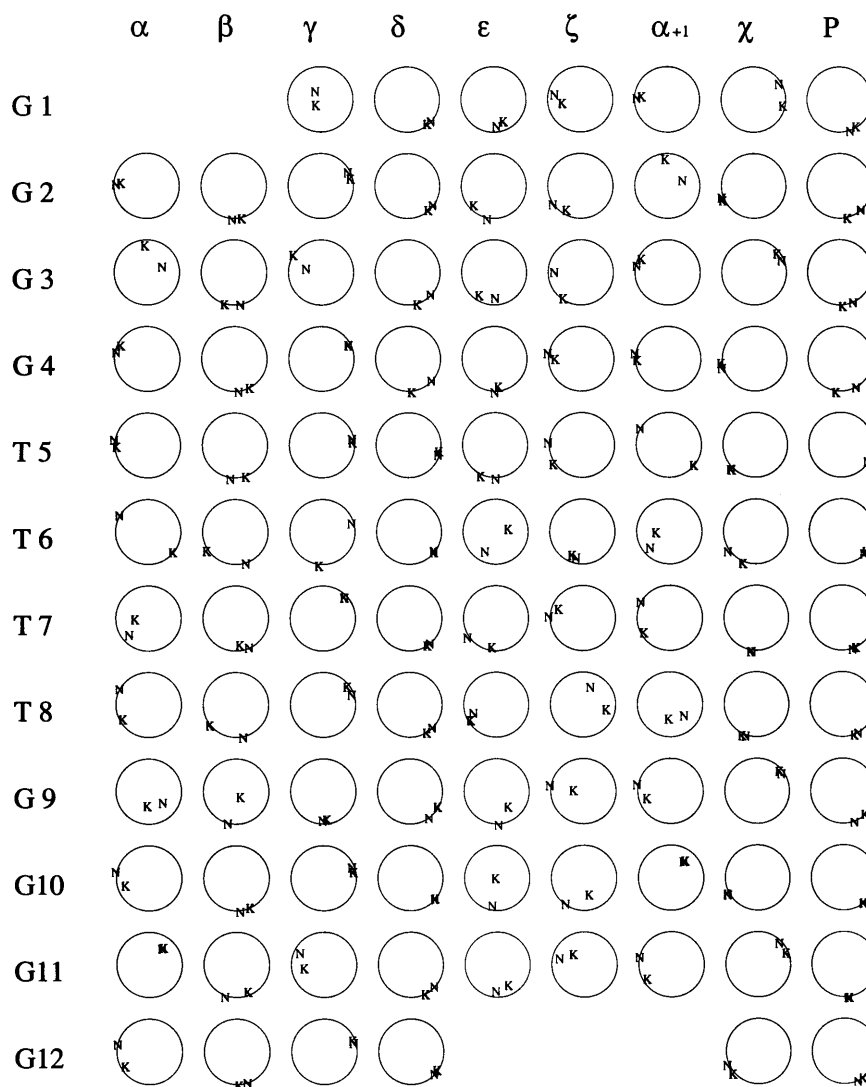 α β γ δ ε ζ α+1 χ P
G 1 N K K N N K N K N K N K N K
G 2 N K N K N K K N K N N K K N N K K N
G 3 K N K N K N K N K N N K N K K N K N
G 4 N K N K N K K N N K N K N K K N K N
T 5 N K N K N K K N K N N K N K N K N
T 6 N K K N K N K N N K K N N K N K N K
T 7 N K K N N K K N N K N K N K N K N K
T 8 N K K N K N K N K N N K K N K N K N
G 9 K N N K N K N K N K N K N K K N N K
G10 N K N K N K N K N K N K N K N K N K
G11 N K N K N K K N N K N K N K N K N K
G12 N K K N K N N K N K N K